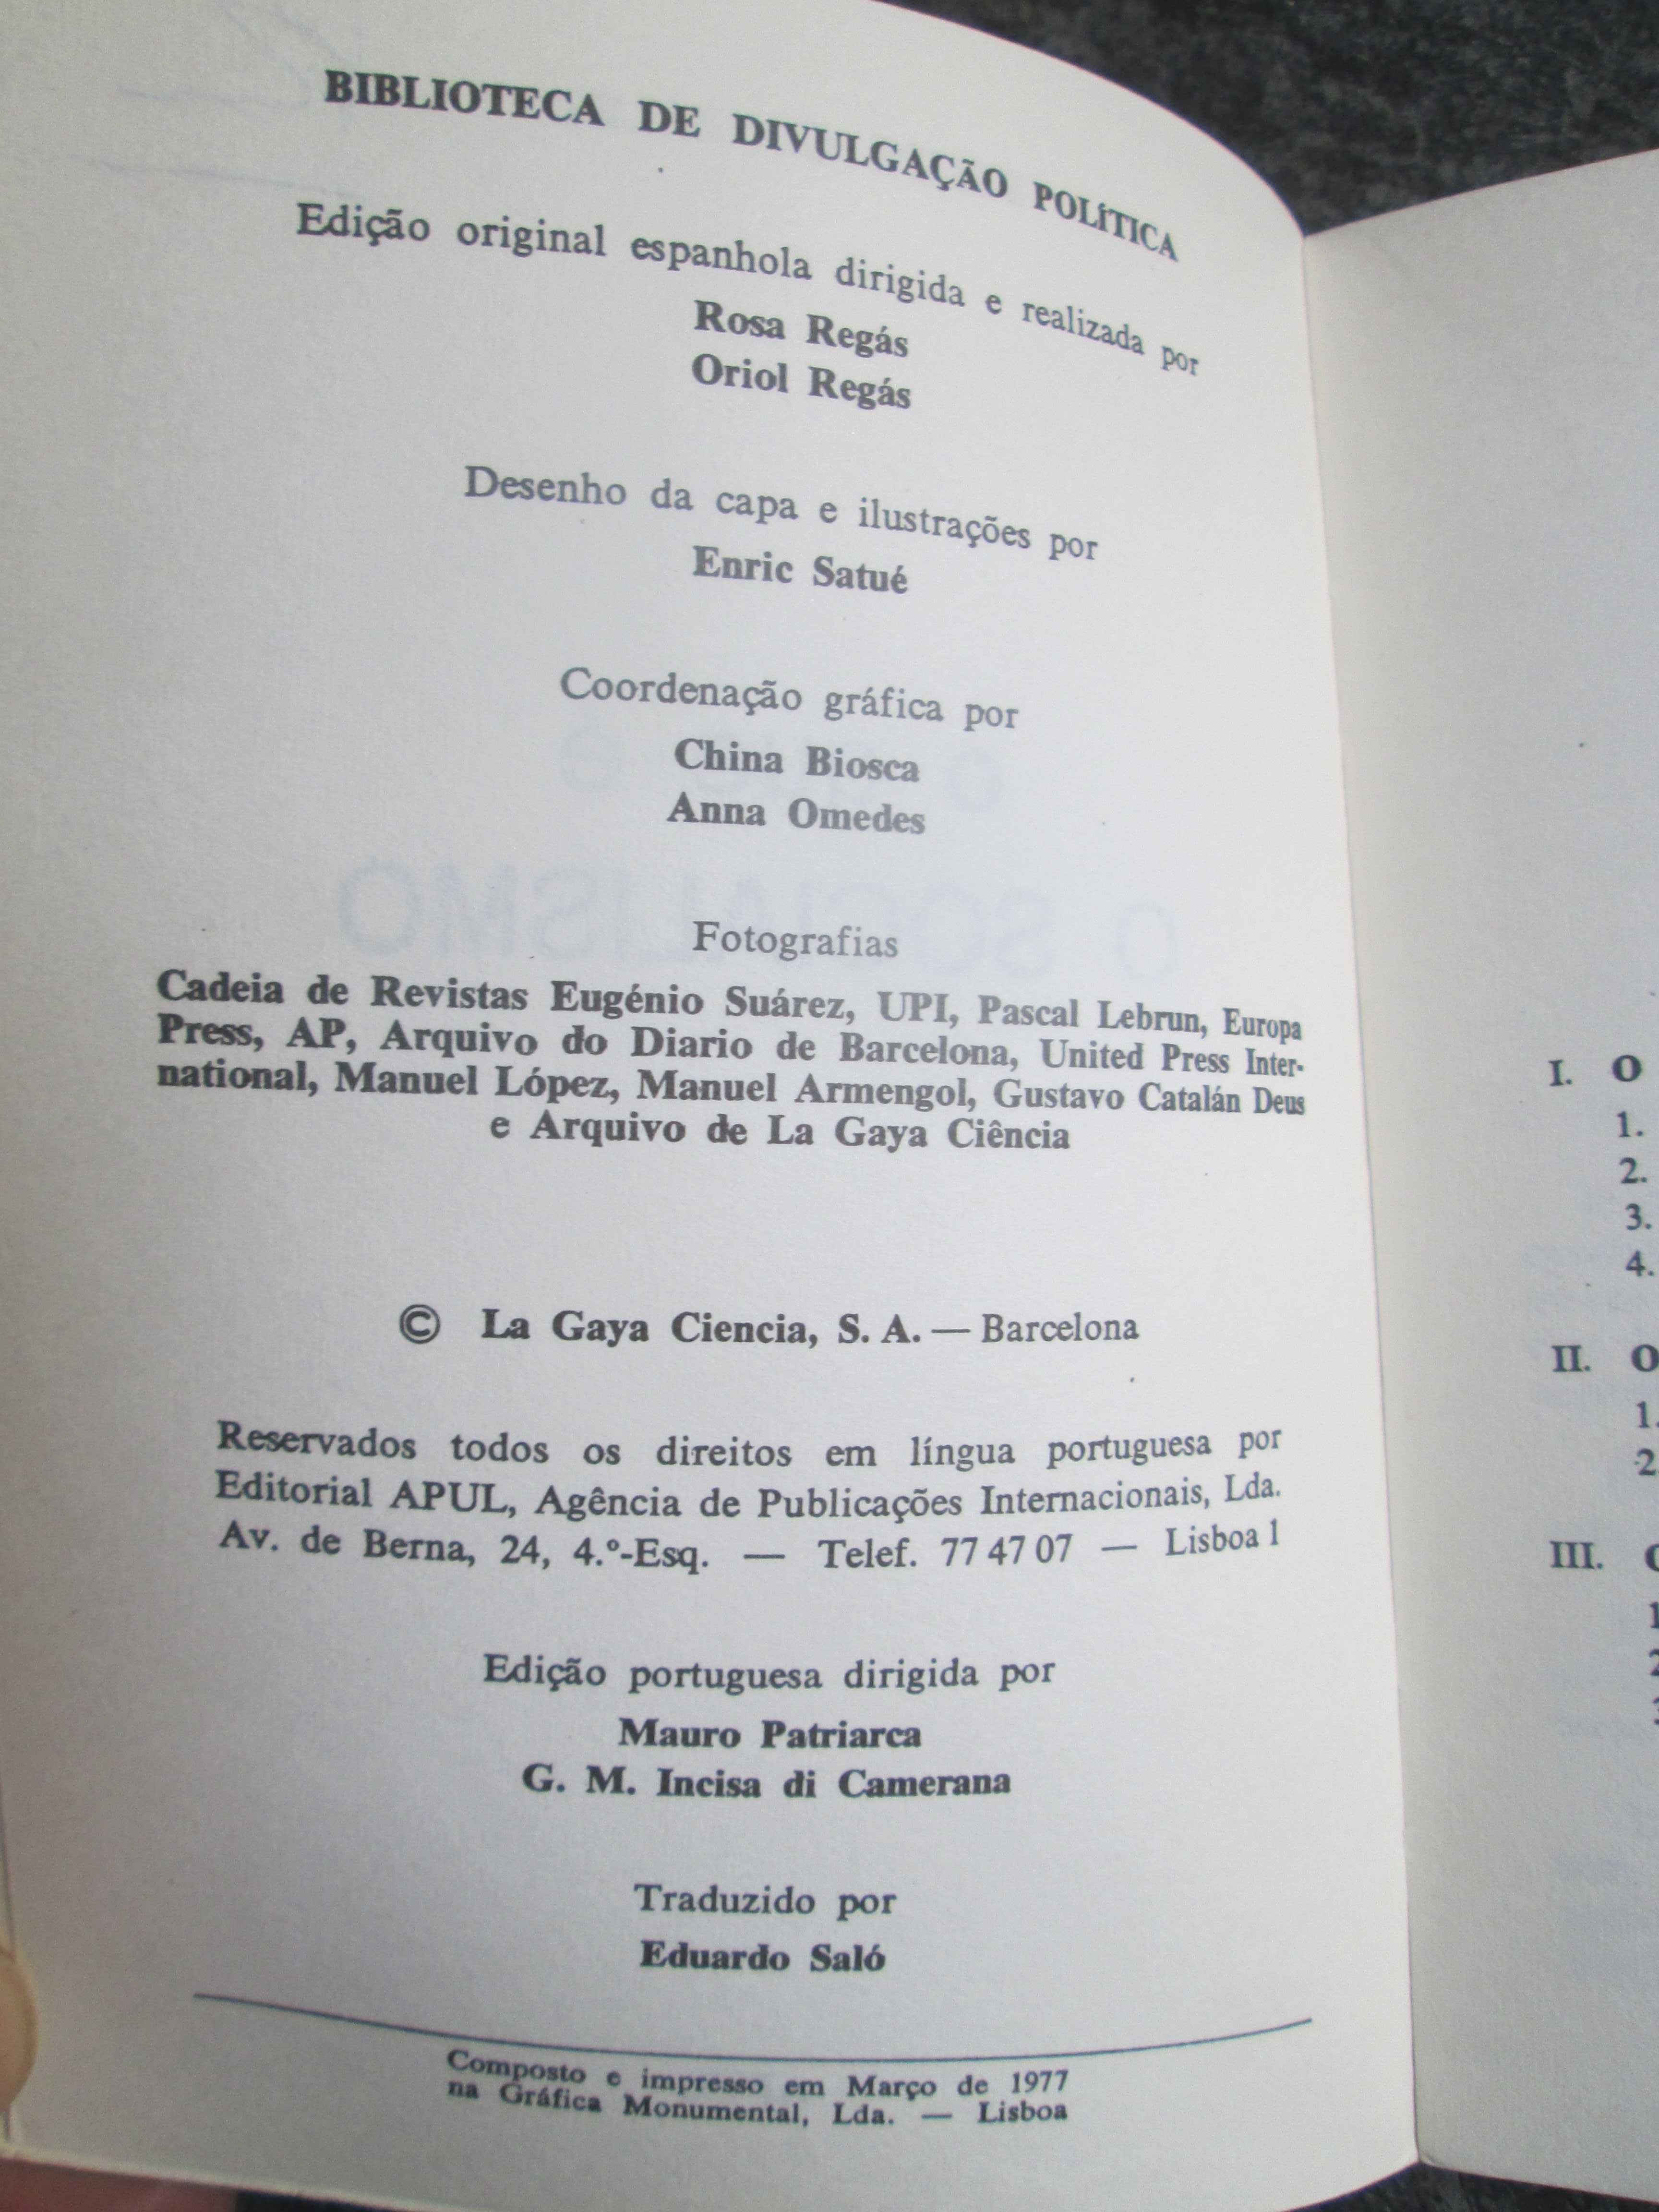 BIBLIOTECA DE DIVULGAÇÃO POLÍTICA
Edição original espanhola dirigida e realizada por
Rosa Regás
Oriol Regás
Desenho da capa e ilustrações por
Enric Satué
Coordenação gráfica por
China Biosca
Anna Omedes
Fotografias
Cadeia de Revistas Eugénio Suárez, UPI, Pascal Lebrun, Europa
Press, AP, Arquivo do Diario de Barcelona, United Press Inter-
national, Manuel López, Manuel Armengol, Gustavo Catalán Deus
e Arquivo de La Gaya Ciência
© La Gaya Ciencia, S. A. — Barcelona
Reservados todos os direitos em língua portuguesa por
Editorial APUL, Agência de Publicações Internacionais, Lda.
Av. de Berna, 24, 4.º-Esq. — Telef. 77 47 07 — Lisboa 1
Edição portuguesa dirigida por
Mauro Patriarca
G. M. Incisa di Camerana
Traduzido por
Eduardo Saló
Composto e impresso em Março de 1977
na Gráfica Monumental, Lda. — Lisboa
I. O
1.
2.
3.
4.
II. O
1.
2
III.
1
2